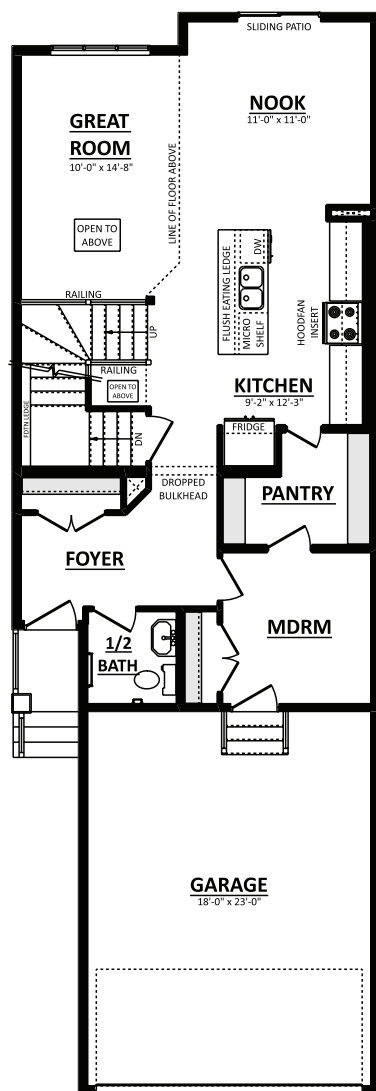 SLIDING PATIO
NOOK
11'-0" x 11'-0"
GREAT
ROOM
10'-0" x 14'-8"
LINE OF FLOOR ABOVE
OPEN TO
ABOVE
FLUSH EATING LEDGE
DW
MICRO
SHELF
HOODFAN
INSERT
RAILING
UP
RAILING
OPEN TO
ABOVE
KITCHEN
9'-2" x 12'-3"
FDTN LEDGE
DN
FRIDGE
DROPPED
BULKHEAD
PANTRY
FOYER
MDRM
1/2
BATH
GARAGE
18'-0" x 23'-0"